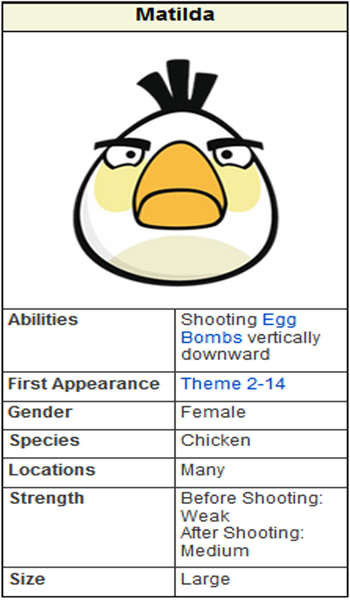 Matilda
Abilities Shooting Egg
Bombs vertically
downward
First Appearance Theme 2-14
Gender Female
Species Chicken
Locations Many
Strength Before Shooting:
Weak
After Shooting:
Medium
Size Large